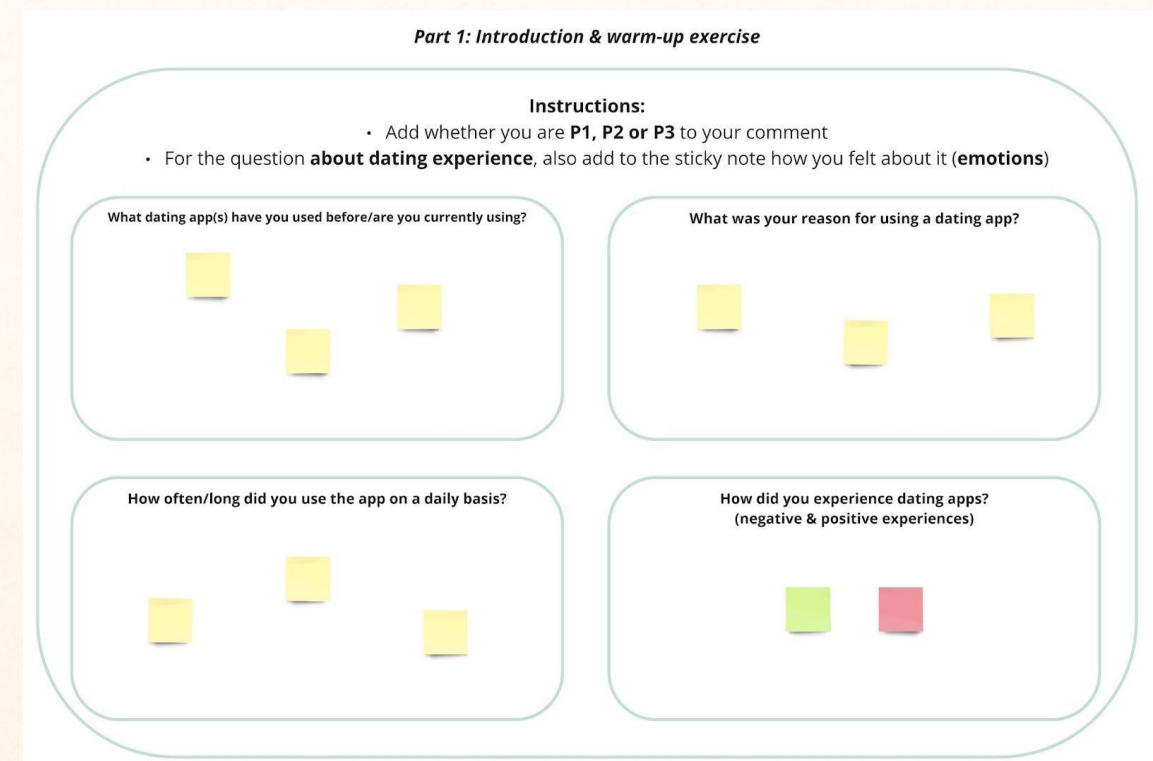 Part 1: Introduction & warm-up exercise
Instructions:
• Add whether you are P1, P2 or P3 to your comment
• For the question about dating experience, also add to the sticky note how you felt about it (emotions)
What dating app(s) have you used before/are you currently using?
What was your reason for using a dating app?
How often/long did you use the app on a daily basis?
How did you experience dating apps?
(negative & positive experiences)